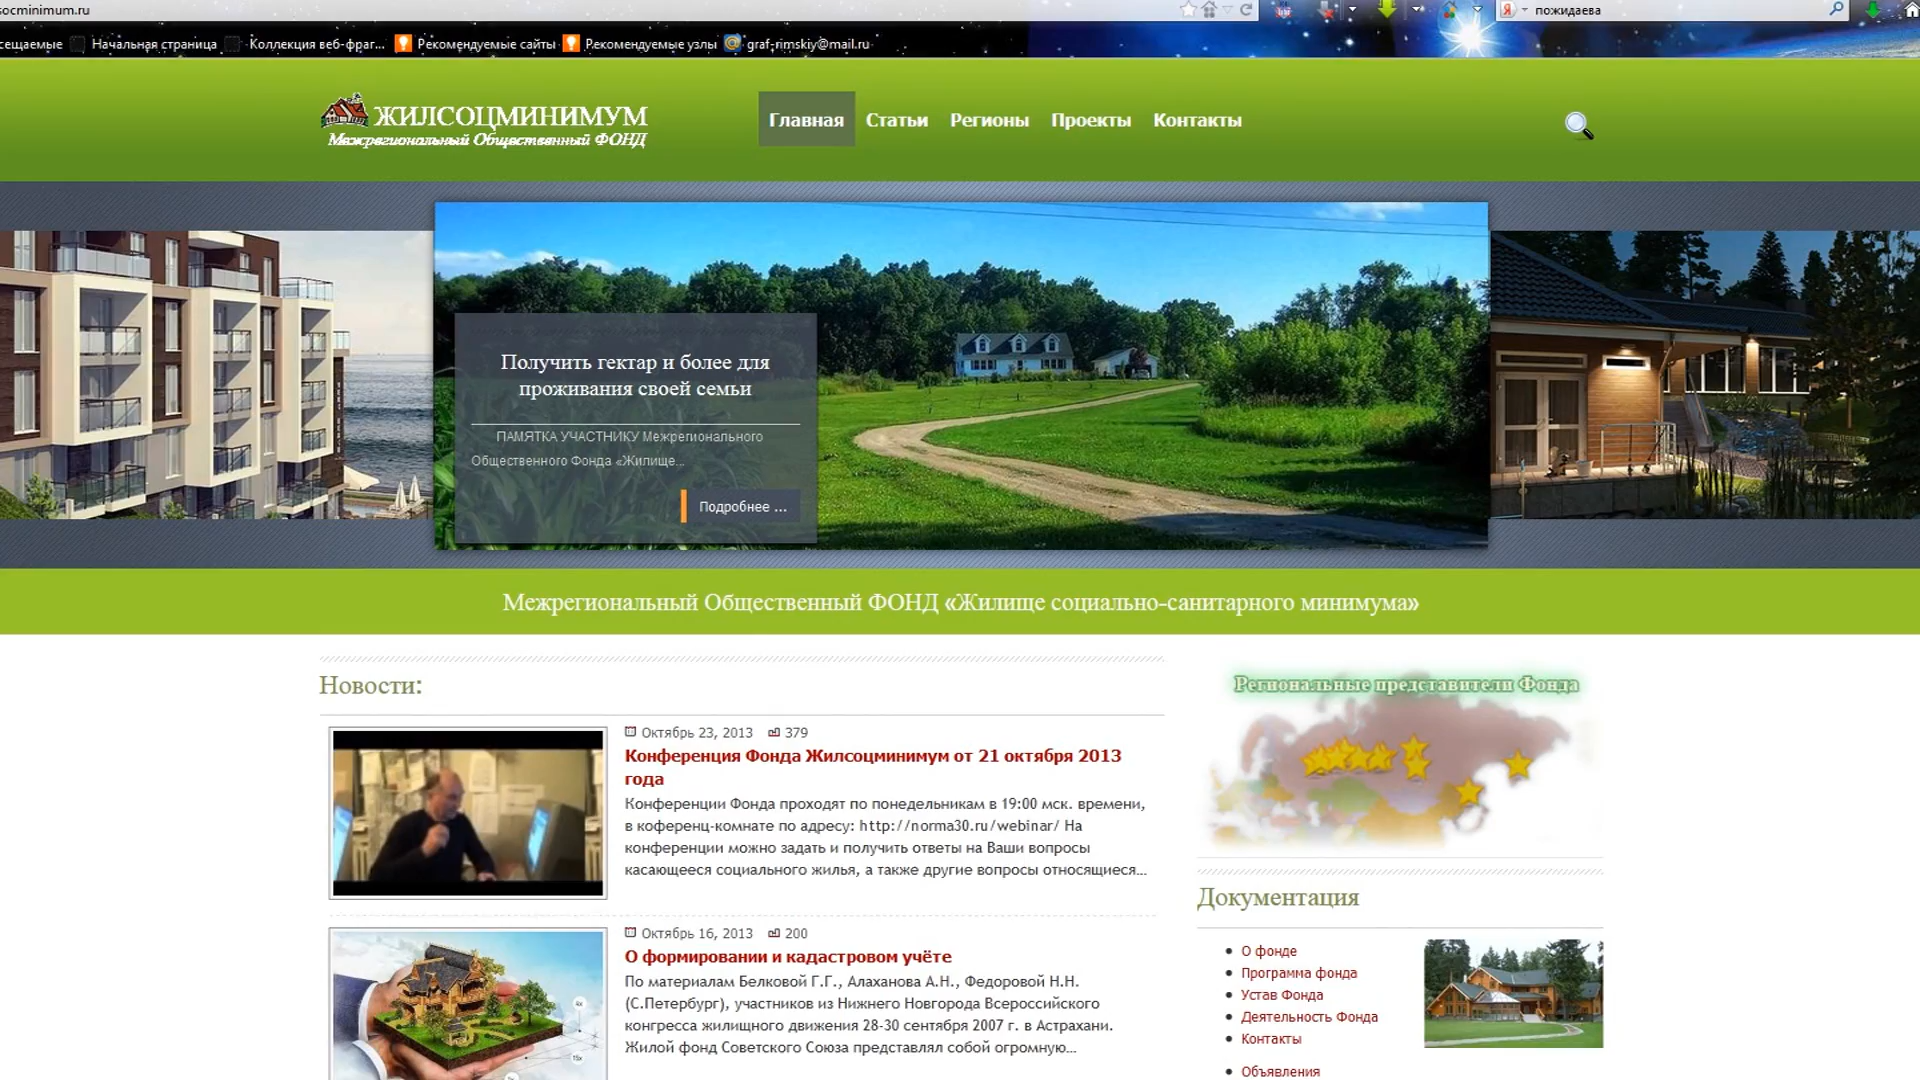 socminimum.ru
пожидаева
сещаемые Начальная страница Коллекция веб-фраг... Рекомендуемые сайты Рекомендуемые узлы graf-rimskiy@mail.ru
ЖИЛСОЦМИНИМУМ
Межрегиональный Общественный ФОНД
Главная Статьи Регионы Проекты Контакты
Получить гектар и более для
проживания своей семьи
ПАМЯТКА УЧАСТНИКУ Межрегионального
Общественного Фонда «Жилище...
Подробнее ...
Межрегиональный Общественный ФОНД «Жилище социально-санитарного минимума»
Новости:
Октябрь 23, 2013 379
Конференция Фонда Жилсоцминимум от 21 октября 2013
года
Конференции Фонда проходят по понедельникам в 19:00 мск. времени,
в коференц-комнате по адресу: http://norma30.ru/webinar/ На
конференции можно задать и получить ответы на Ваши вопросы
касающееся социального жилья, а также другие вопросы относящиеся...
Октябрь 16, 2013 200
О формировании и кадастровом учёте
По материалам Белковой Г.Г., Алаханова А.Н., Федоровой Н.Н.
(С.Петербург), участников из Нижнего Новгорода Всероссийского
конгресса жилищного движения 28-30 сентября 2007 г. в Астрахани.
Жилой фонд Советского Союза представлял собой огромную...
Региональные представители Фонда
Документация
О фонде
Программа фонда
Устав Фонда
Деятельность Фонда
Контакты
Объявления